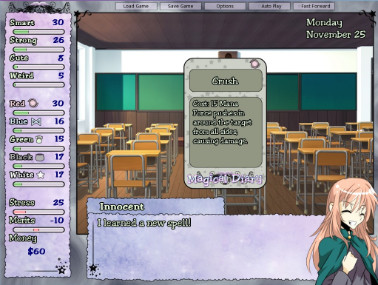 Load Game Save Game Options Auto Play Fast Forward
Monday
November 25
Smart 30
Strong 26
Cute 8
Weird 5
Red 30
Blue 16
Green 15
Black 17
White 17
Stress 25
Merits -10
Money
$60
Crush
Cost: 15 Mana
Force pushes in
around the target
from all sides,
causing damage.
Magical Diary
Innocent
I learned a new spell!